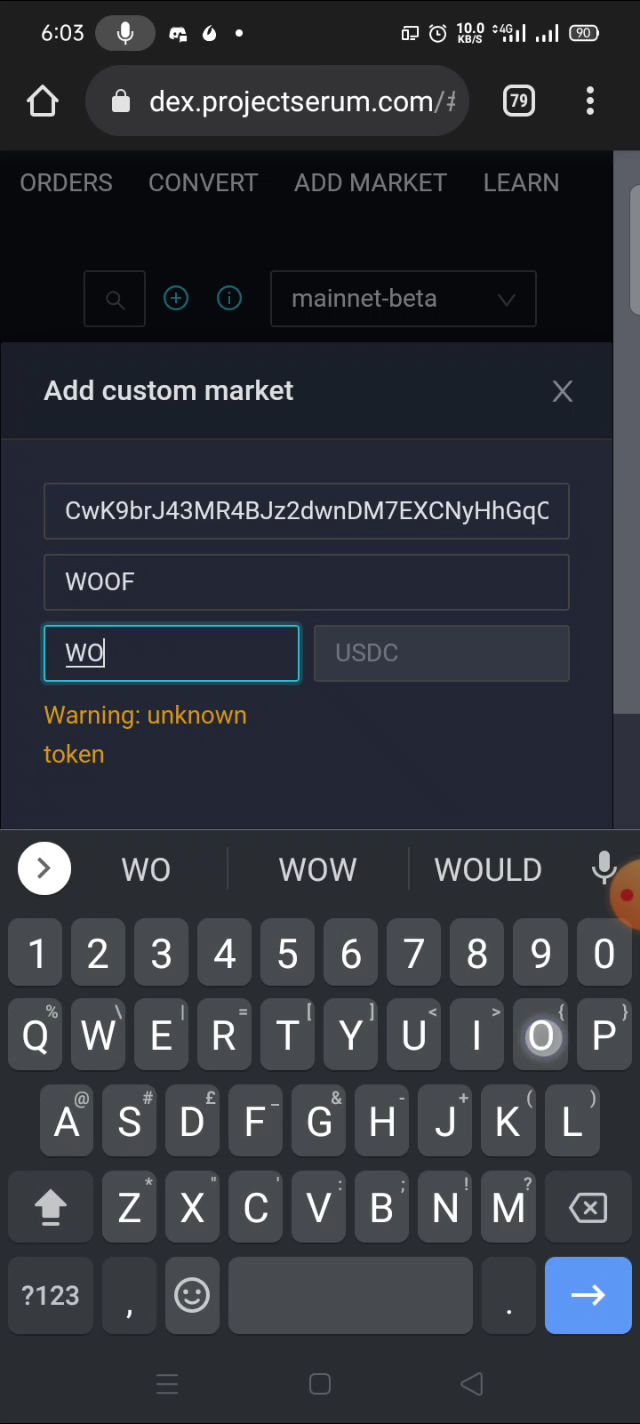 6:03 10.0 KB/S 4G 90
dex.projectserum.com/# 79
ORDERS CONVERT ADD MARKET LEARN
mainnet-beta
Add custom market
CwK9brJ43MR4BJz2dwnDM7EXCNyHhGqC
WOOF
WO USDC
Warning: unknown
token
WO WOW WOULD
1 2 3 4 5 6 7 8 9 0
% \ | = [ ] < > { }
Q W E R T Y U I O P
@ # £ _ & - + ( )
A S D F G H J K L
* " ' : ; ! ?
Z X C V B N M
?123 , .